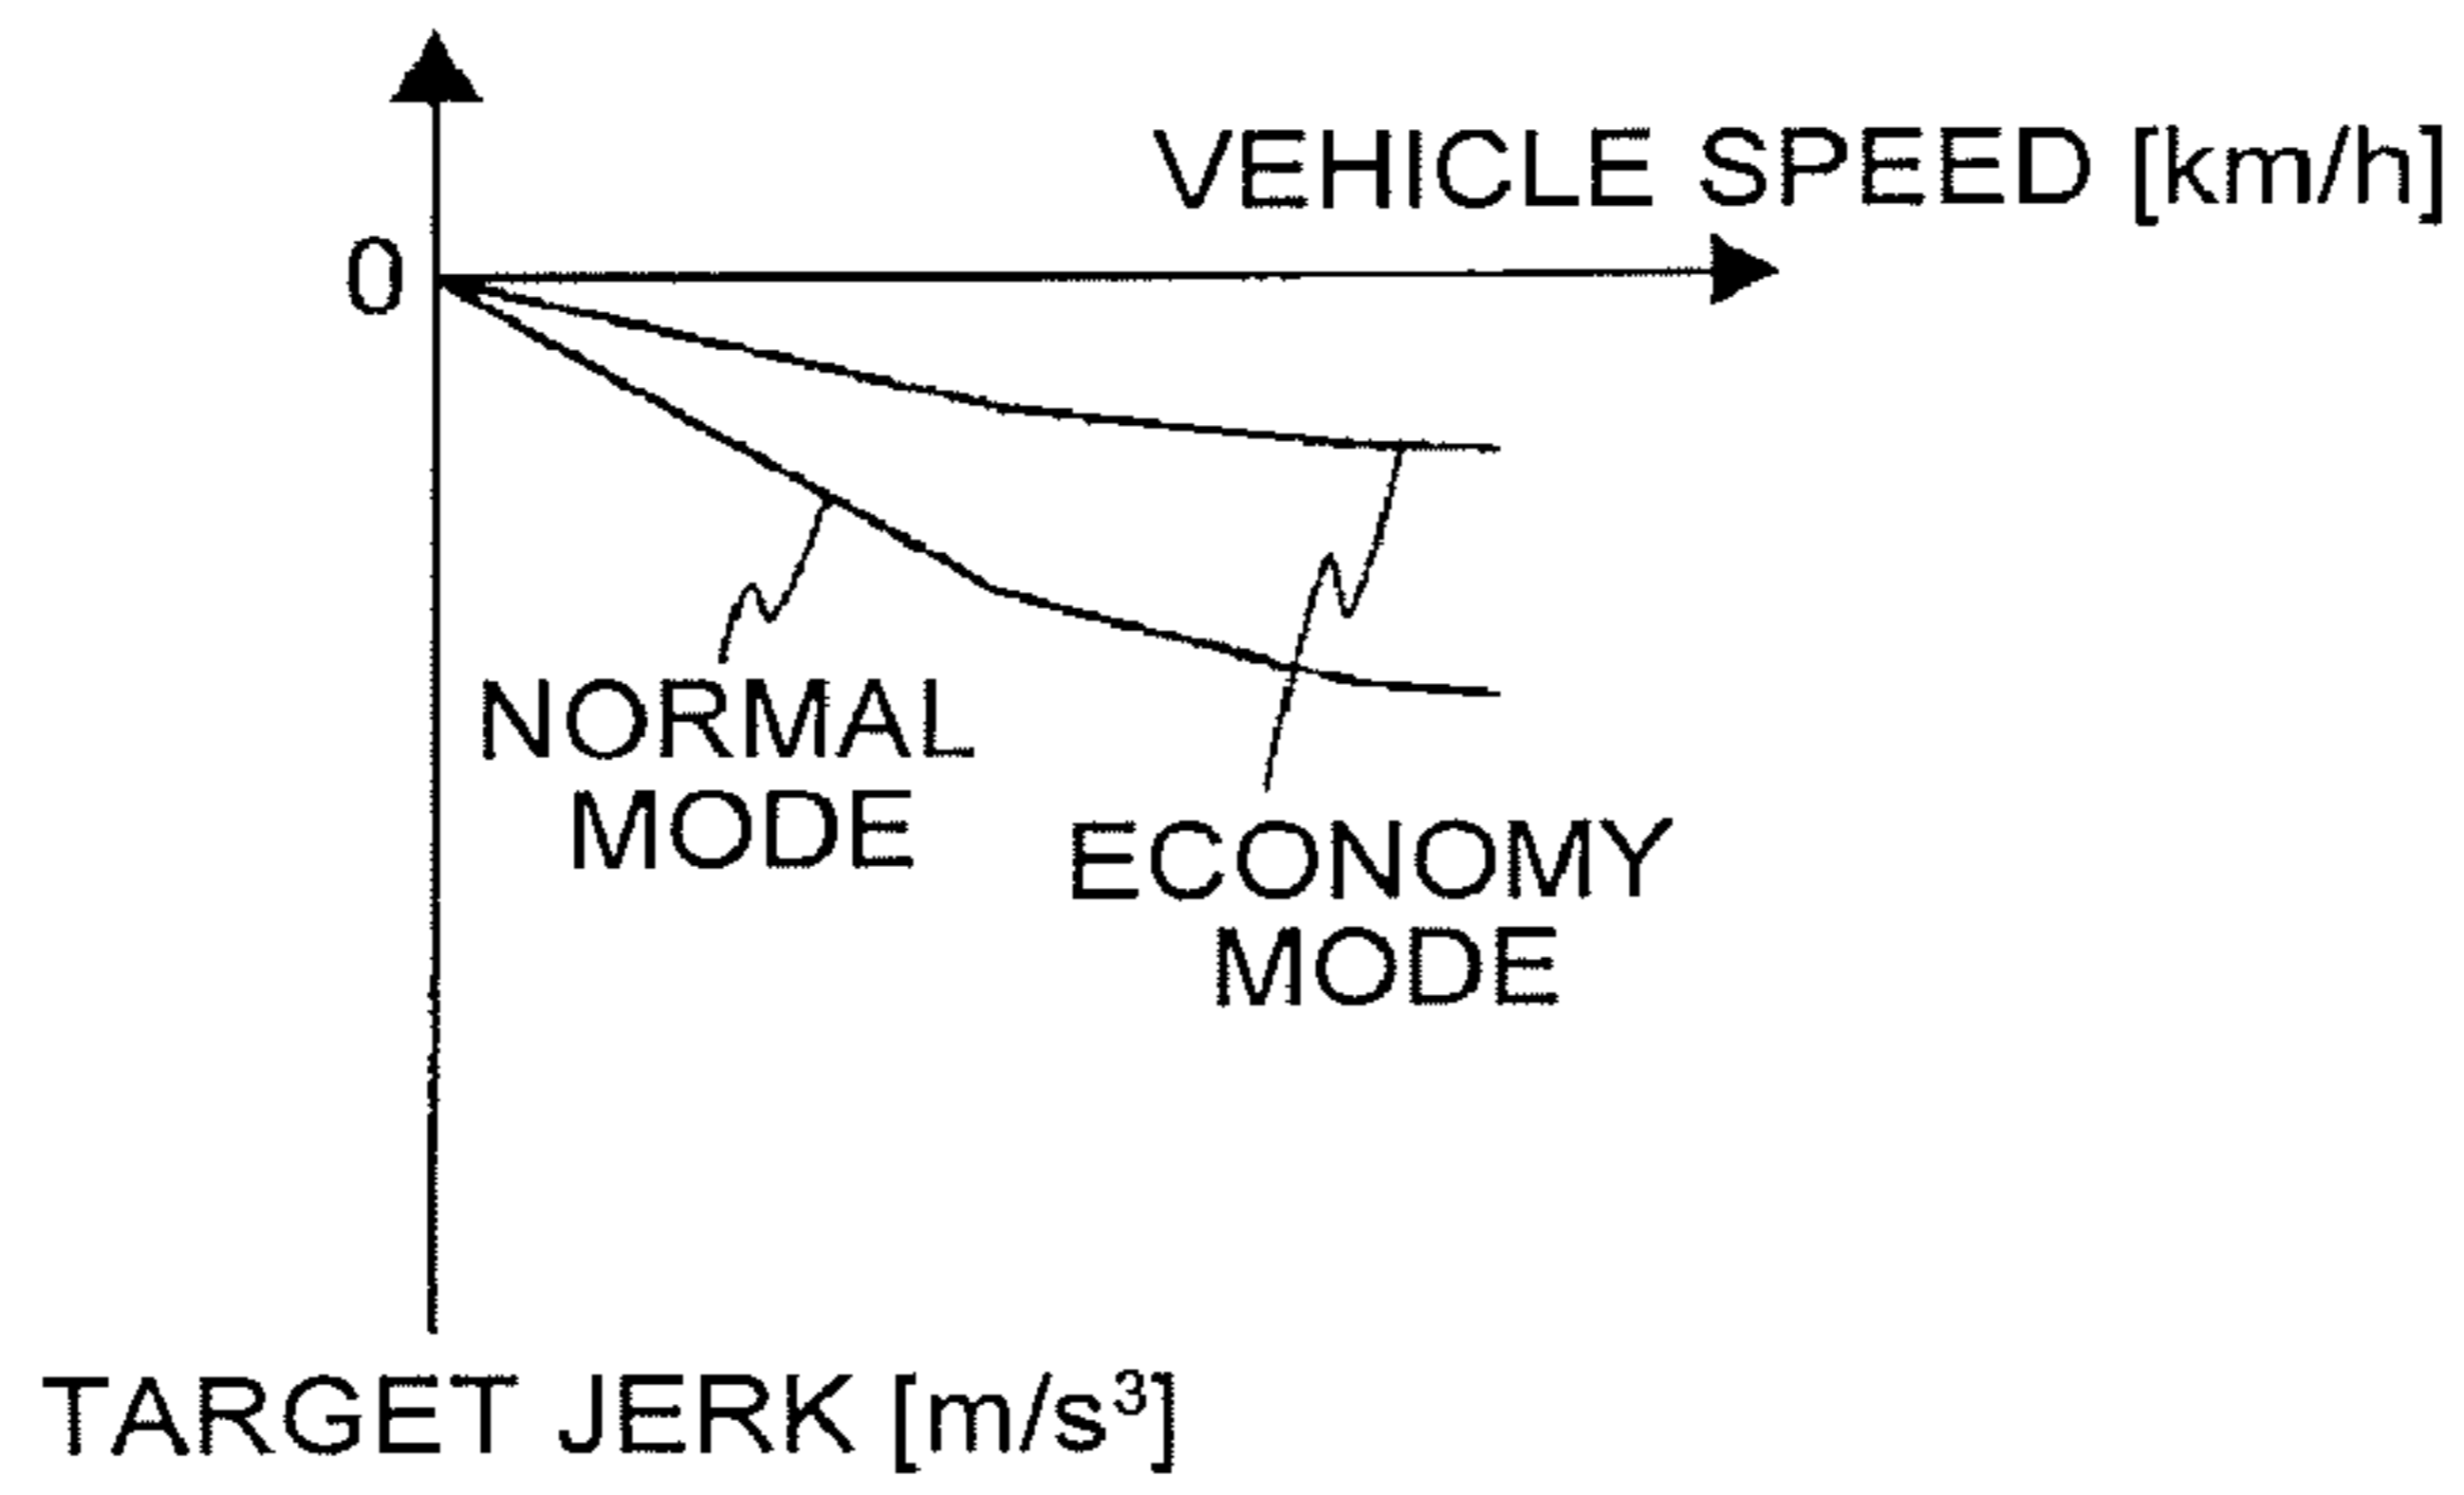 VEHICLE SPEED [km/h]
0
NORMAL
MODE
ECONOMY
MODE
TARGET JERK [m/s³]